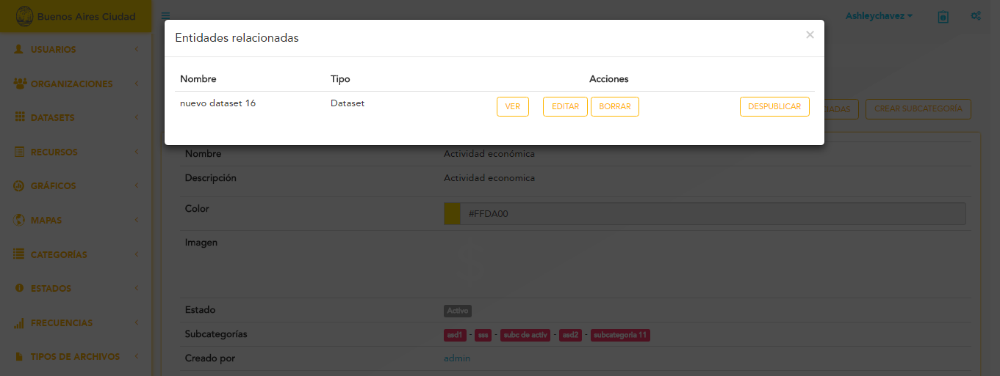 Buenos Aires Ciudad
Ashleychavez
Entidades relacionadas
×
Nombre Tipo Acciones
nuevo dataset 16 Dataset VER EDITAR BORRAR DESPUBLICAR
USUARIOS
ORGANIZACIONES
DATASETS
RECURSOS
GRÁFICOS
MAPAS
CATEGORÍAS
ESTADOS
FRECUENCIAS
TIPOS DE ARCHIVOS
CREAR SUBCATEGORÍA
Nombre Actividad económica
Descripción Actividad economica
Color #FFDA00
Imagen
Estado Activo
Subcategorías asd1 - sss - subc de activ - asd2 - subcategoria 11
Creado por admin